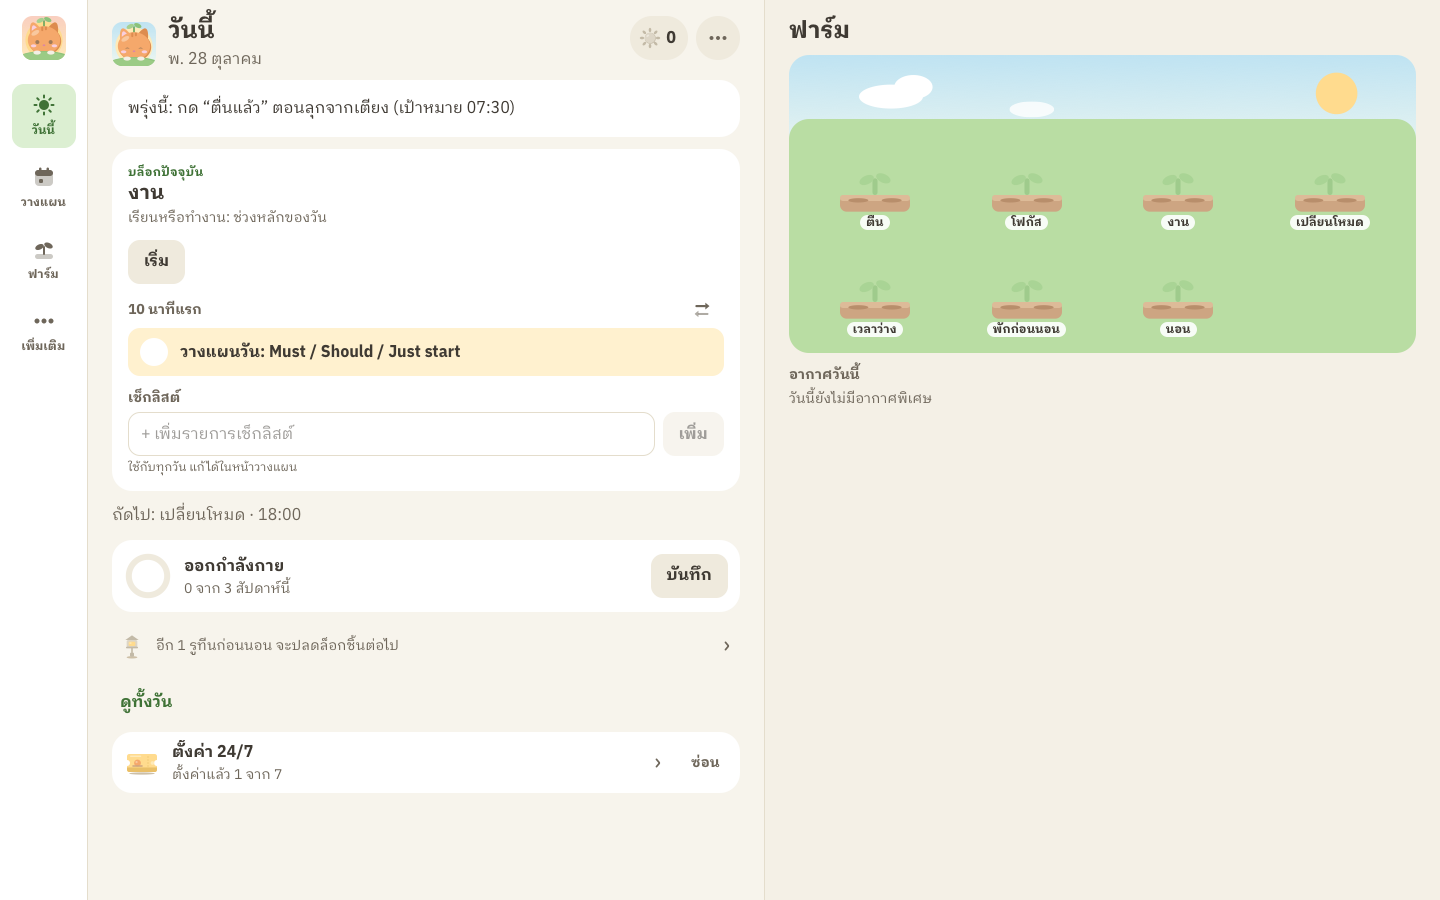 วันนี้
วางแผน
ฟาร์ม
เพิ่มเติม
วันนี้
พ. 28 ตุลาคม
0
พรุ่งนี้: กด “ตื่นแล้ว” ตอนลุกจากเตียง (เป้าหมาย 07:30)
บล็อกปัจจุบัน
งาน
เรียนหรือทำงาน: ช่วงหลักของวัน
เริ่ม
10 นาทีแรก
วางแผนวัน: Must / Should / Just start
เช็กลิสต์
+ เพิ่มรายการเช็กลิสต์
เพิ่ม
ใช้กับทุกวัน แก้ได้ในหน้าวางแผน
ถัดไป: เปลี่ยนโหมด · 18:00
ออกกำลังกาย
0 จาก 3 สัปดาห์นี้
บันทึก
อีก 1 รูทีนก่อนนอน จะปลดล็อกชิ้นต่อไป
ดูทั้งวัน
ตั้งค่า 24/7
ตั้งค่าแล้ว 1 จาก 7
ซ่อน
ฟาร์ม
ตื่น
โฟกัส
งาน
เปลี่ยนโหมด
เวลาว่าง
พักก่อนนอน
นอน
อากาศวันนี้
วันนี้ยังไม่มีอากาศพิเศษ